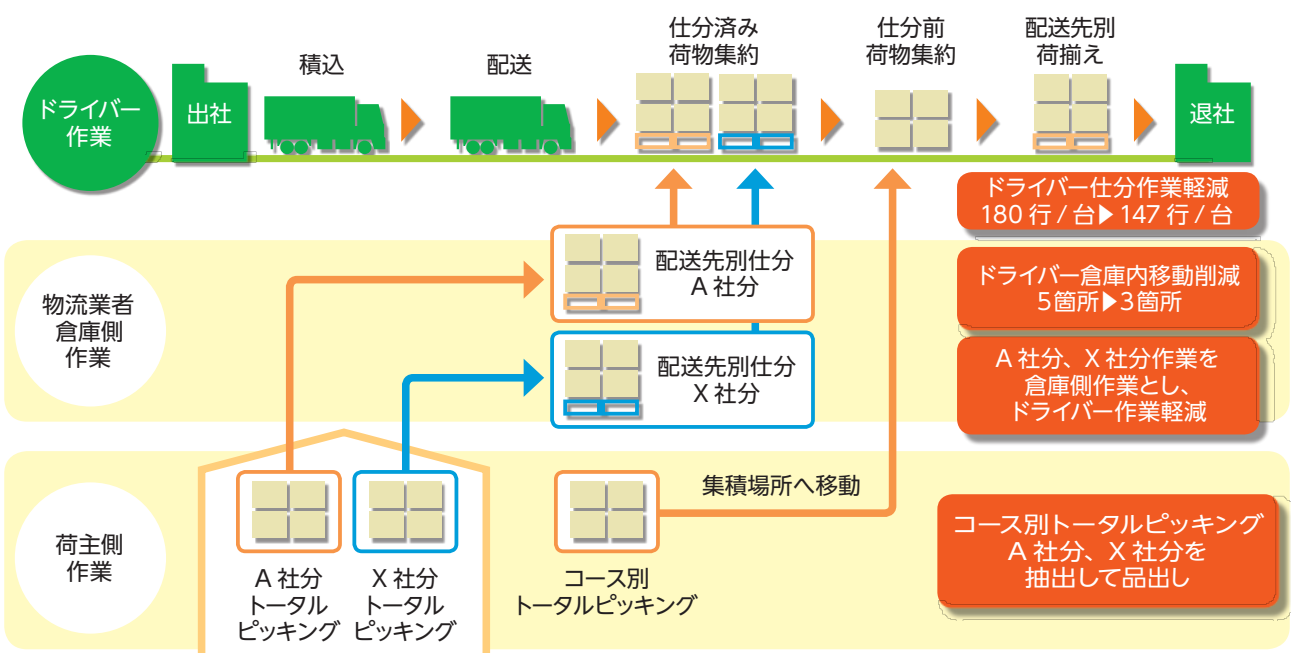 ドライバー
作業
出社
積込
配送
仕分済み
荷物集約
仕分前
荷物集約
配送先別
荷揃え
退社
ドライバー仕分作業軽減
180 行 / 台▶147 行 / 台
物流業者
倉庫側
作業
配送先別仕分
A 社分
配送先別仕分
X 社分
ドライバー倉庫内移動削減
5箇所▶3箇所
A 社分、X 社分作業を
倉庫側作業とし、
ドライバー作業軽減
荷主側
作業
A 社分
トータル
ピッキング
X 社分
トータル
ピッキング
コース別
トータルピッキング
集積場所へ移動
コース別トータルピッキング
A 社分、X 社分を
抽出して品出し